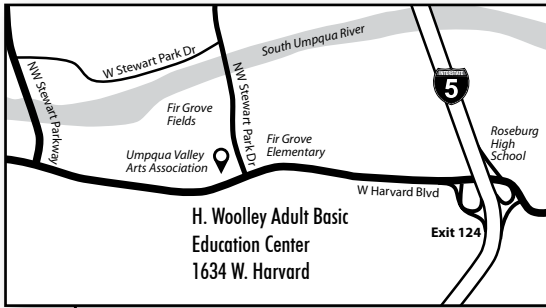 South Umpqua River
W Stewart Park Dr
NW Stewart Parkway
NW Stewart Park Dr
INTERSTATE
5
Fir Grove
Fields
Umpqua Valley
Arts Association
Fir Grove
Elementary
Roseburg
High
School
W Harvard Blvd
Exit 124
H. Woolley Adult Basic
Education Center
1634 W. Harvard